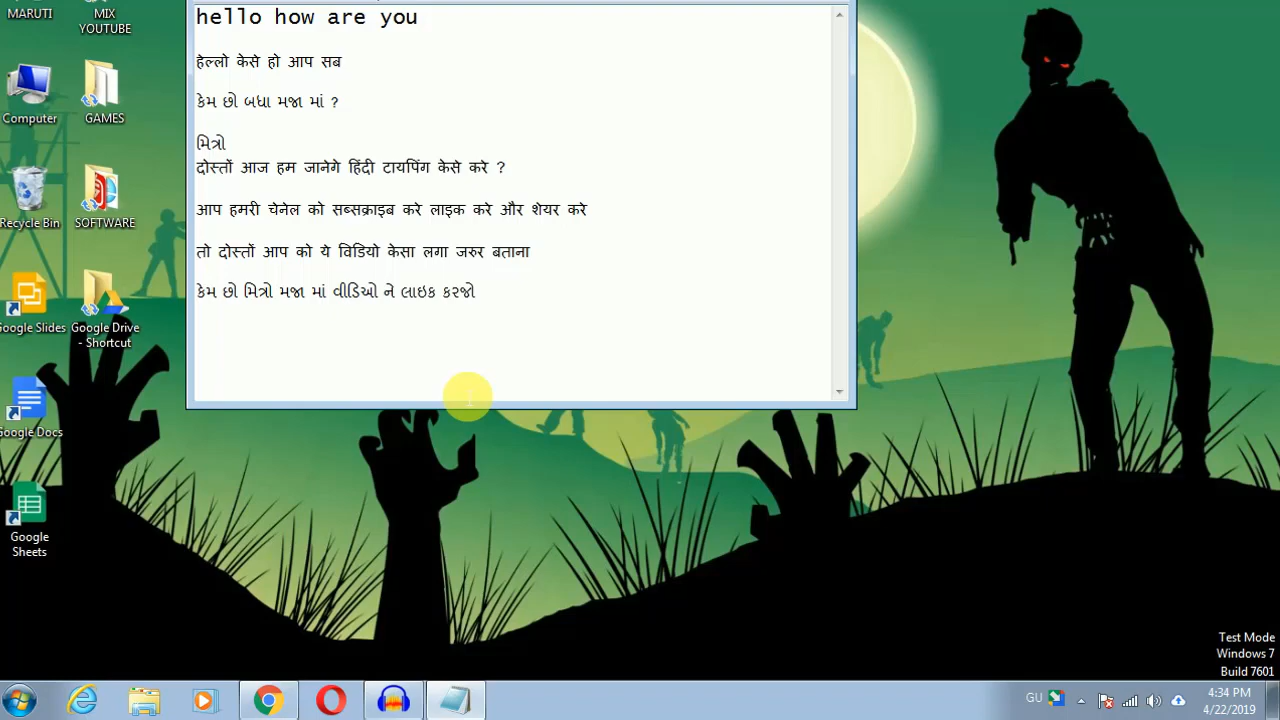 MARUTI
MIX
YOUTUBE
Computer
GAMES
Recycle Bin
SOFTWARE
Google Slides
Google Drive
- Shortcut
Google Docs
Google
Sheets
hello how are you
हेल्लो केसे हो आप सब
કેમ છો બધા મજા માં ?
મિત્રો
दोस्तों आज हम जानेगे हिंदी टायपिंग केसे करे ?
आप हमरी चेनेल को सब्सक्राइब करे लाइक करे और शेयर करे
तो दोस्तों आप को ये विडियो केसा लगा जरुर बताना
કેમ છો મિત્રો મજા માં વીડિઓ ને લાઇક કરજો
Test Mode
Windows 7
Build 7601
GU
4:34 PM
4/22/2019